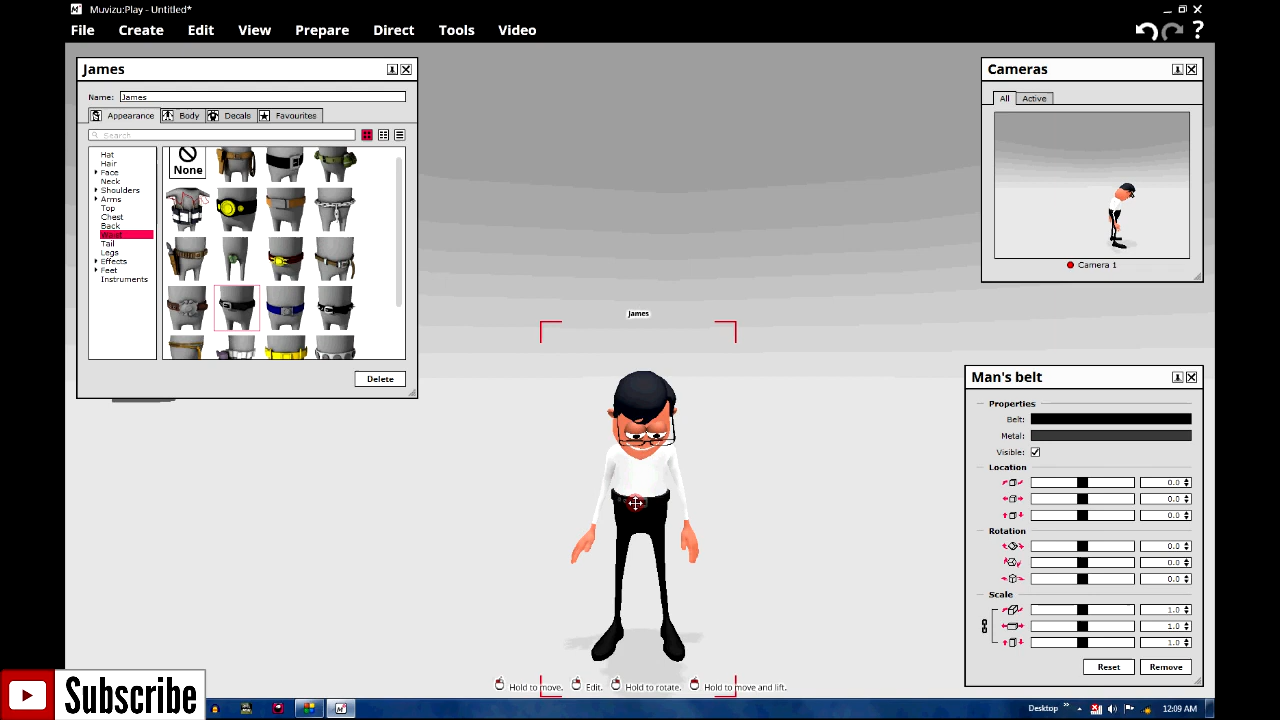 Muvizu:Play - Untitled*
File Create Edit View Prepare Direct Tools Video
?
James
Name: James
Appearance Body Decals Favourites
Search
Hat
Hair
Face
Neck
Shoulders
Arms
Top
Chest
Back
Waist
Tail
Legs
Effects
Feet
Instruments
None
Delete
James
Cameras
All Active
Camera 1
Man's belt
Properties
Belt:
Metal:
Visible:
Location
0.0
0.0
0.0
Rotation
0.0
0.0
0.0
Scale
1.0
1.0
1.0
Reset Remove
Hold to move. Edit. Hold to rotate. Hold to move and lift.
Subscribe
Desktop » 12:09 AM